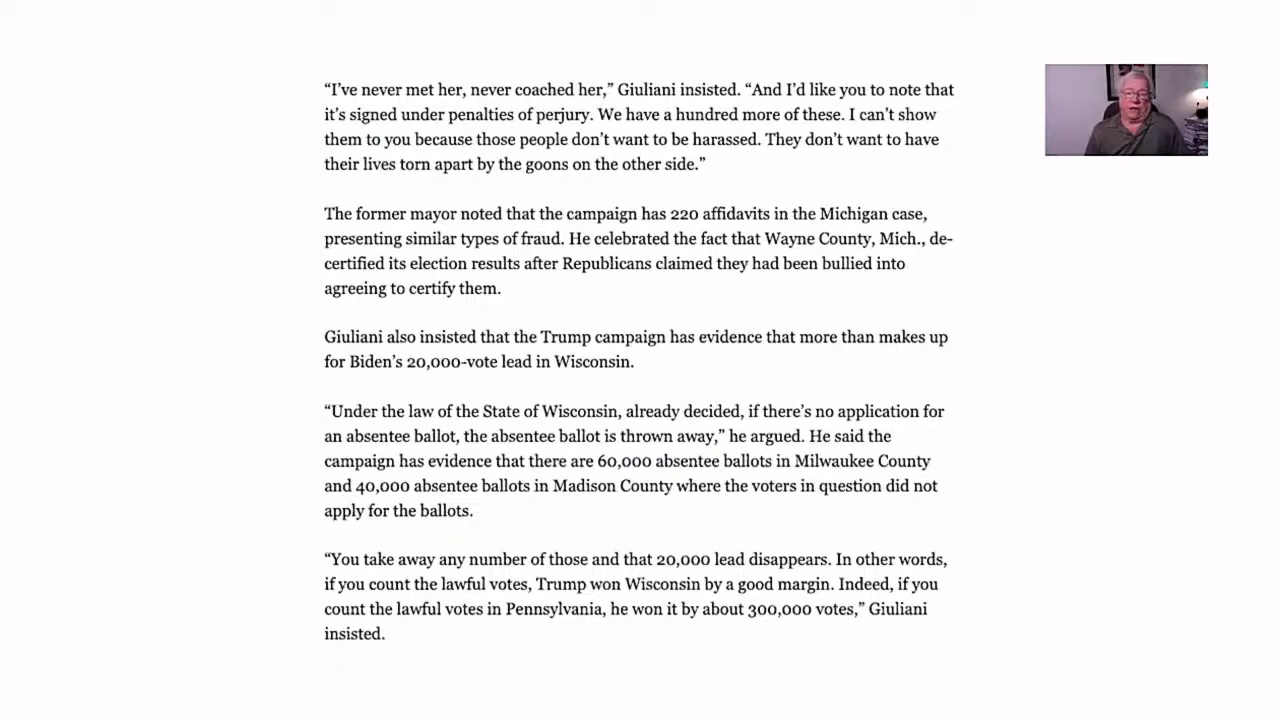 “I’ve never met her, never coached her,” Giuliani insisted. “And I’d like you to note that
it’s signed under penalties of perjury. We have a hundred more of these. I can’t show
them to you because those people don’t want to be harassed. They don’t want to have
their lives torn apart by the goons on the other side.”
The former mayor noted that the campaign has 220 affidavits in the Michigan case,
presenting similar types of fraud. He celebrated the fact that Wayne County, Mich., de-
certified its election results after Republicans claimed they had been bullied into
agreeing to certify them.
Giuliani also insisted that the Trump campaign has evidence that more than makes up
for Biden’s 20,000-vote lead in Wisconsin.
“Under the law of the State of Wisconsin, already decided, if there’s no application for
an absentee ballot, the absentee ballot is thrown away,” he argued. He said the
campaign has evidence that there are 60,000 absentee ballots in Milwaukee County
and 40,000 absentee ballots in Madison County where the voters in question did not
apply for the ballots.
“You take away any number of those and that 20,000 lead disappears. In other words,
if you count the lawful votes, Trump won Wisconsin by a good margin. Indeed, if you
count the lawful votes in Pennsylvania, he won it by about 300,000 votes,” Giuliani
insisted.